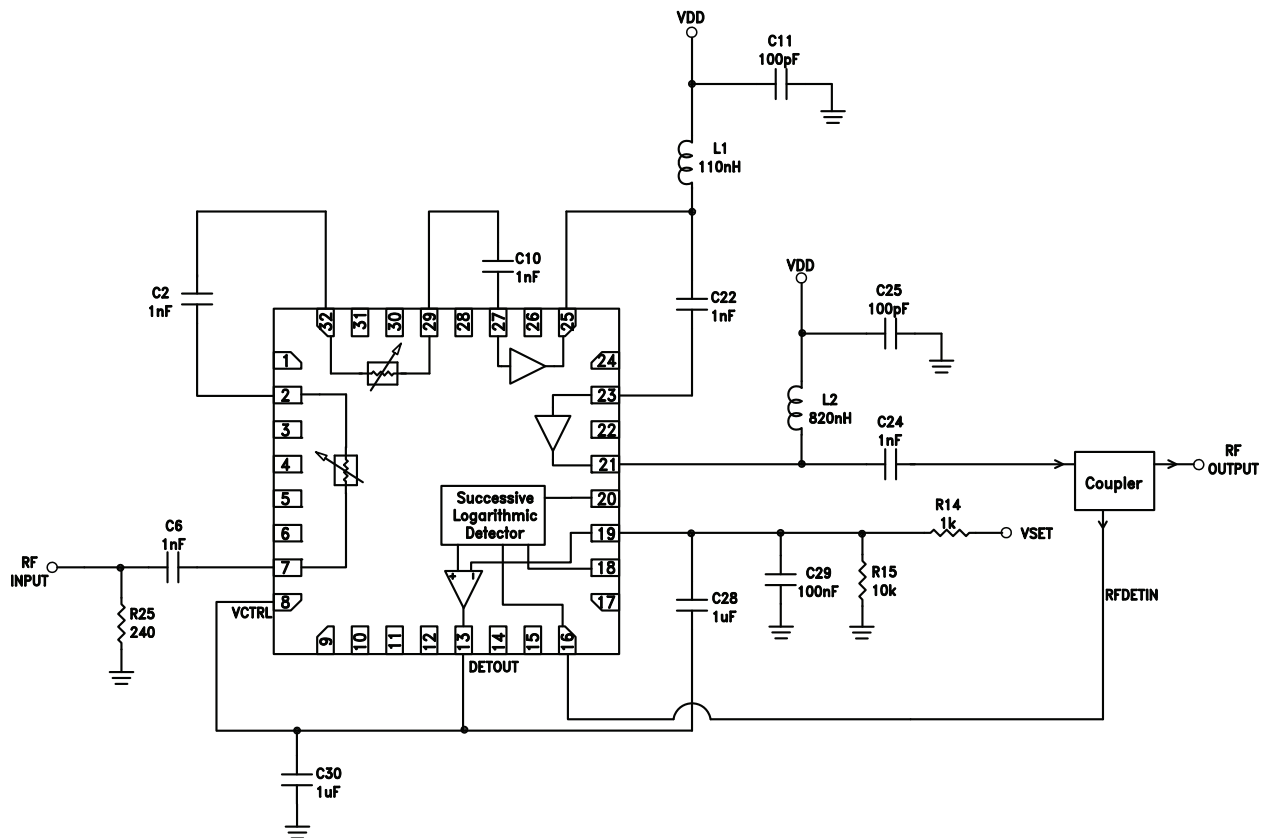 VDD
C11
100pF
L1
110nH
C10
1nF
VDD
C2
1nF
C22
1nF
C25
100pF
32
31
30
29
28
27
26
25
1
24
2
23
L2
820nH
3
22
C24
1nF
4
21
RF
OUTPUT
Coupler
5
Successive
Logarithmic
Detector
20
R14
1k
C6
1nF
6
19
VSET
RF
INPUT
7
+
-
18
C29
100nF
R15
10k
RFDETIN
8
VCTRL
17
C28
1uF
R25
240
9
10
11
12
13
14
15
16
DETOUT
C30
1uF